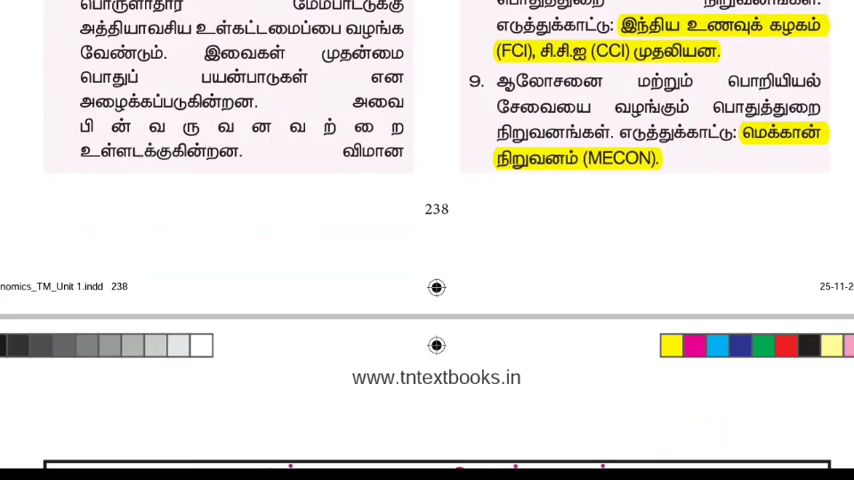 பொருளாதார மேம்பாட்டுக்கு
அத்தியாவசிய உள்கட்டமைப்பை வழங்க
வேண்டும். இவைகள் முதன்மை
பொதுப் பயன்பாடுகள் என
அழைக்கப்படுகின்றன. அவை
பி ன் வ ரு வ ன வ ற் றை ற
உள்ளடக்குகின்றன. விமான
பொதுத்துறை நிறுவனங்கள்.
எடுத்துக்காட்டு: இந்திய உணவுக் கழகம்
(FCI), சி.சி.ஐ (CCI) முதலியன.
9. ஆலோசனை மற்றும் பொறியியல்
சேவையை வழங்கும் பொதுத்துறை
நிறுவனங்கள். எடுத்துக்காட்டு: மெக்கான்
நிறுவனம் (MECON).
238
nomics_TM_Unit 1.indd 238
25-11-2
www.tntextbooks.in